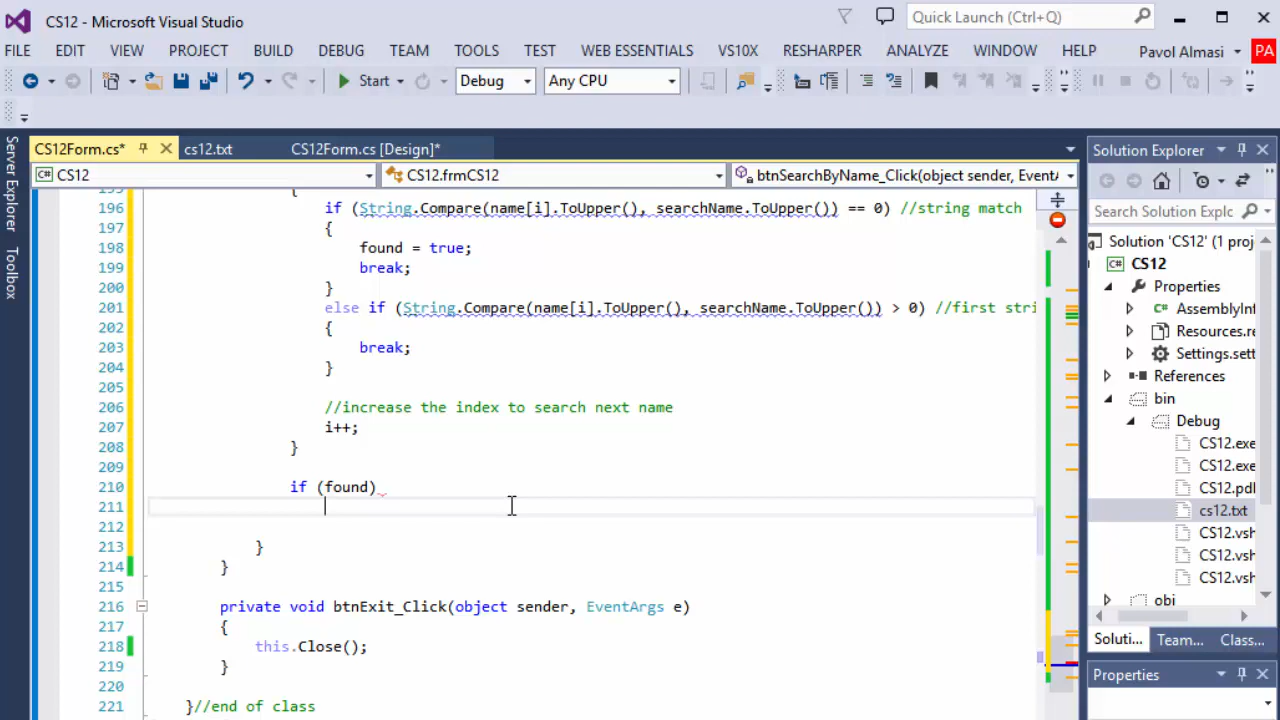 CS12 - Microsoft Visual Studio
Quick Launch (Ctrl+Q)
FILE EDIT VIEW PROJECT BUILD DEBUG TEAM TOOLS TEST WEB ESSENTIALS VS10X RESHARPER ANALYZE WINDOW HELP Pavol Almasi PA
Start Debug Any CPU
Server Explorer
Toolbox
CS12Form.cs* cs12.txt CS12Form.cs [Design]*
C# CS12 CS12.frmCS12 btnSearchByName_Click(object sender, EventA
195 {
196 if (String.Compare(name[i].ToUpper(), searchName.ToUpper()) == 0) //string match
197 {
198 found = true;
199 break;
200 }
201 else if (String.Compare(name[i].ToUpper(), searchName.ToUpper()) > 0) //first stri
202 {
203 break;
204 }
205
206 //increase the index to search next name
207 i++;
208 }
209
210 if (found)
211
212
213 }
214 }
215
216 private void btnExit_Click(object sender, EventArgs e)
217 {
218 this.Close();
219 }
220
221 }//end of class
Solution Explorer
Search Solution Explc
Solution 'CS12' (1 proj
C# CS12
Properties
AssemblyInf
Resources.re
Settings.sett
References
bin
Debug
CS12.exe
CS12.exe
CS12.pd
cs12.txt
CS12.vsh
CS12.vsh
CS12.vsh
obj
Soluti... Team... Class...
Properties